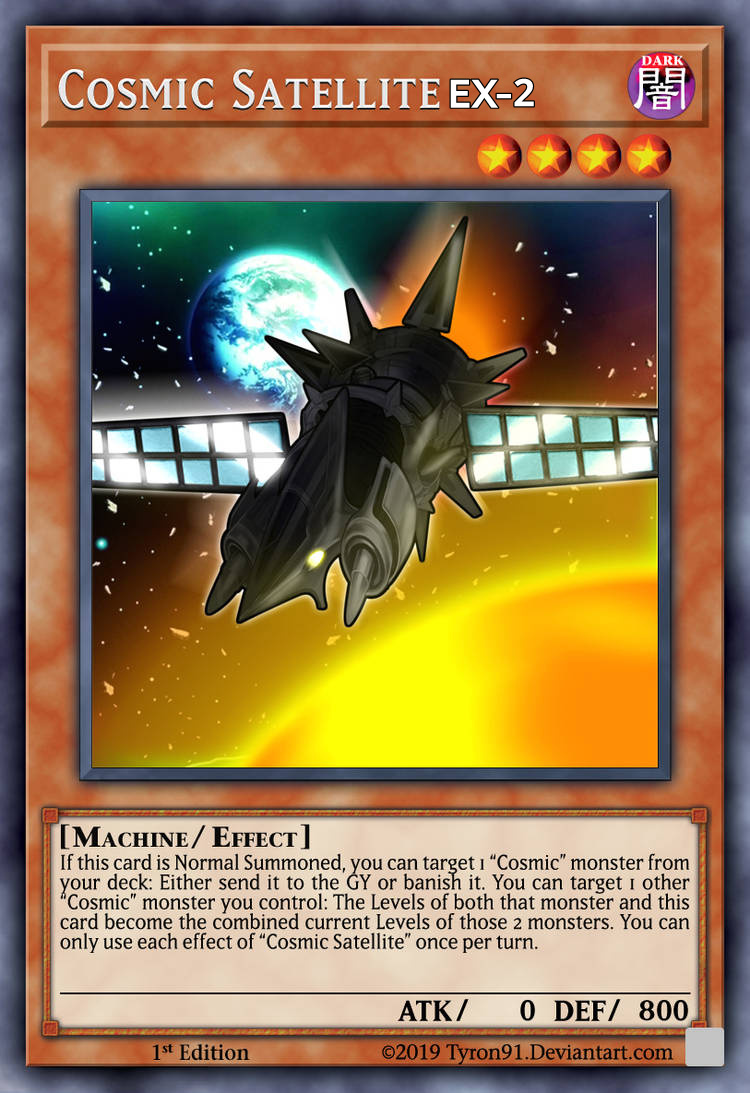 Cosmic Satellite EX-2
DARK
闇
[Machine/Effect]
If this card is Normal Summoned, you can target 1 “Cosmic” monster from
your deck: Either send it to the GY or banish it. You can target 1 other
“Cosmic” monster you control: The Levels of both that monster and this
card become the combined current Levels of those 2 monsters. You can
only use each effect of “Cosmic Satellite” once per turn.
ATK/ 0 DEF/ 800
1st Edition ©2019 Tyron91.Deviantart.com